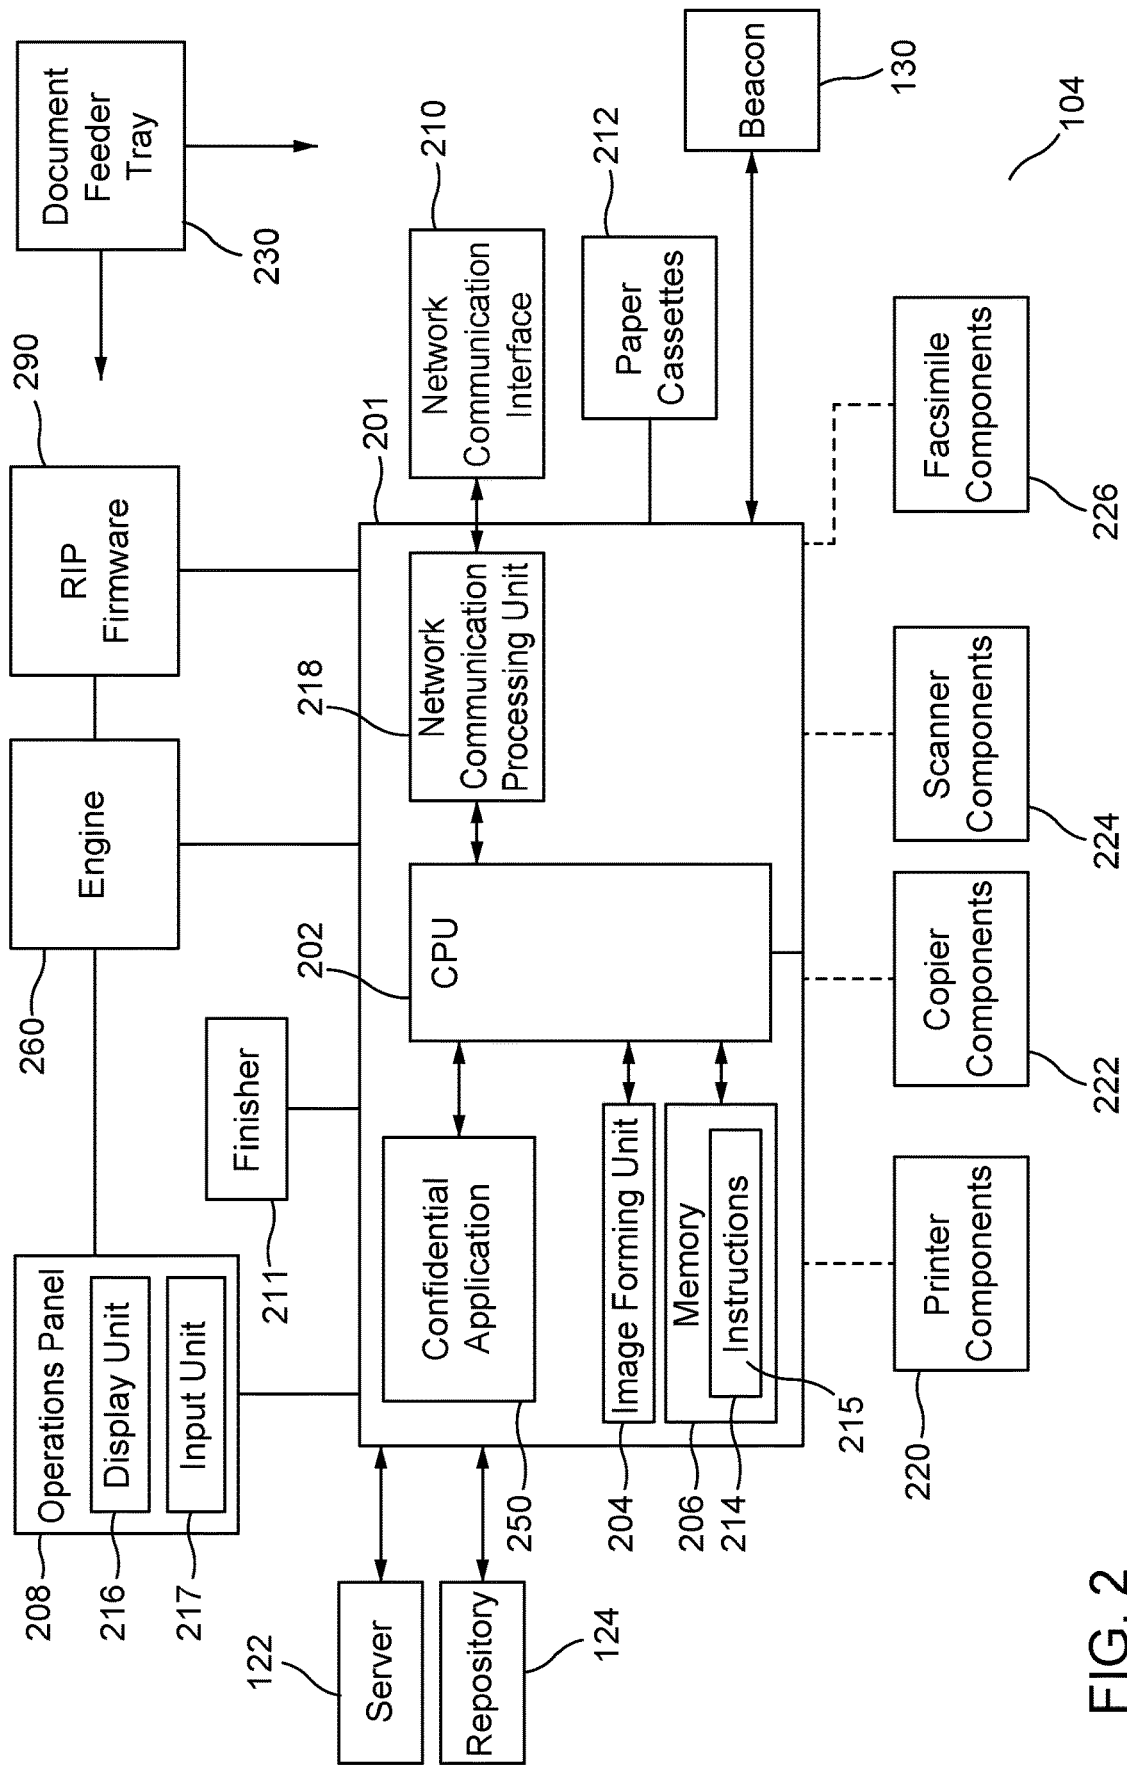 208
Operations Panel
216
Display Unit
217
Input Unit
260
Engine
290
RIP
Firmware
Document
Feeder
Tray
230
211
Finisher
122
Server
124
Repository
201
250
Confidential
Application
202
CPU
218
Network
Communication
Processing Unit
210
Network
Communication
Interface
204
Image Forming Unit
206
Memory
214
Instructions
215
212
Paper
Cassettes
Beacon
130
220
Printer
Components
222
Copier
Components
224
Scanner
Components
226
Facsimile
Components
104
FIG. 2